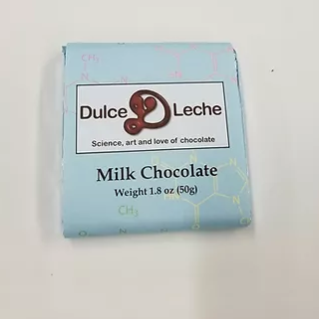 Dulce D Leche
Science, art and love of chocolate
Milk Chocolate
Weight 1.8 oz (50g)
CH₃